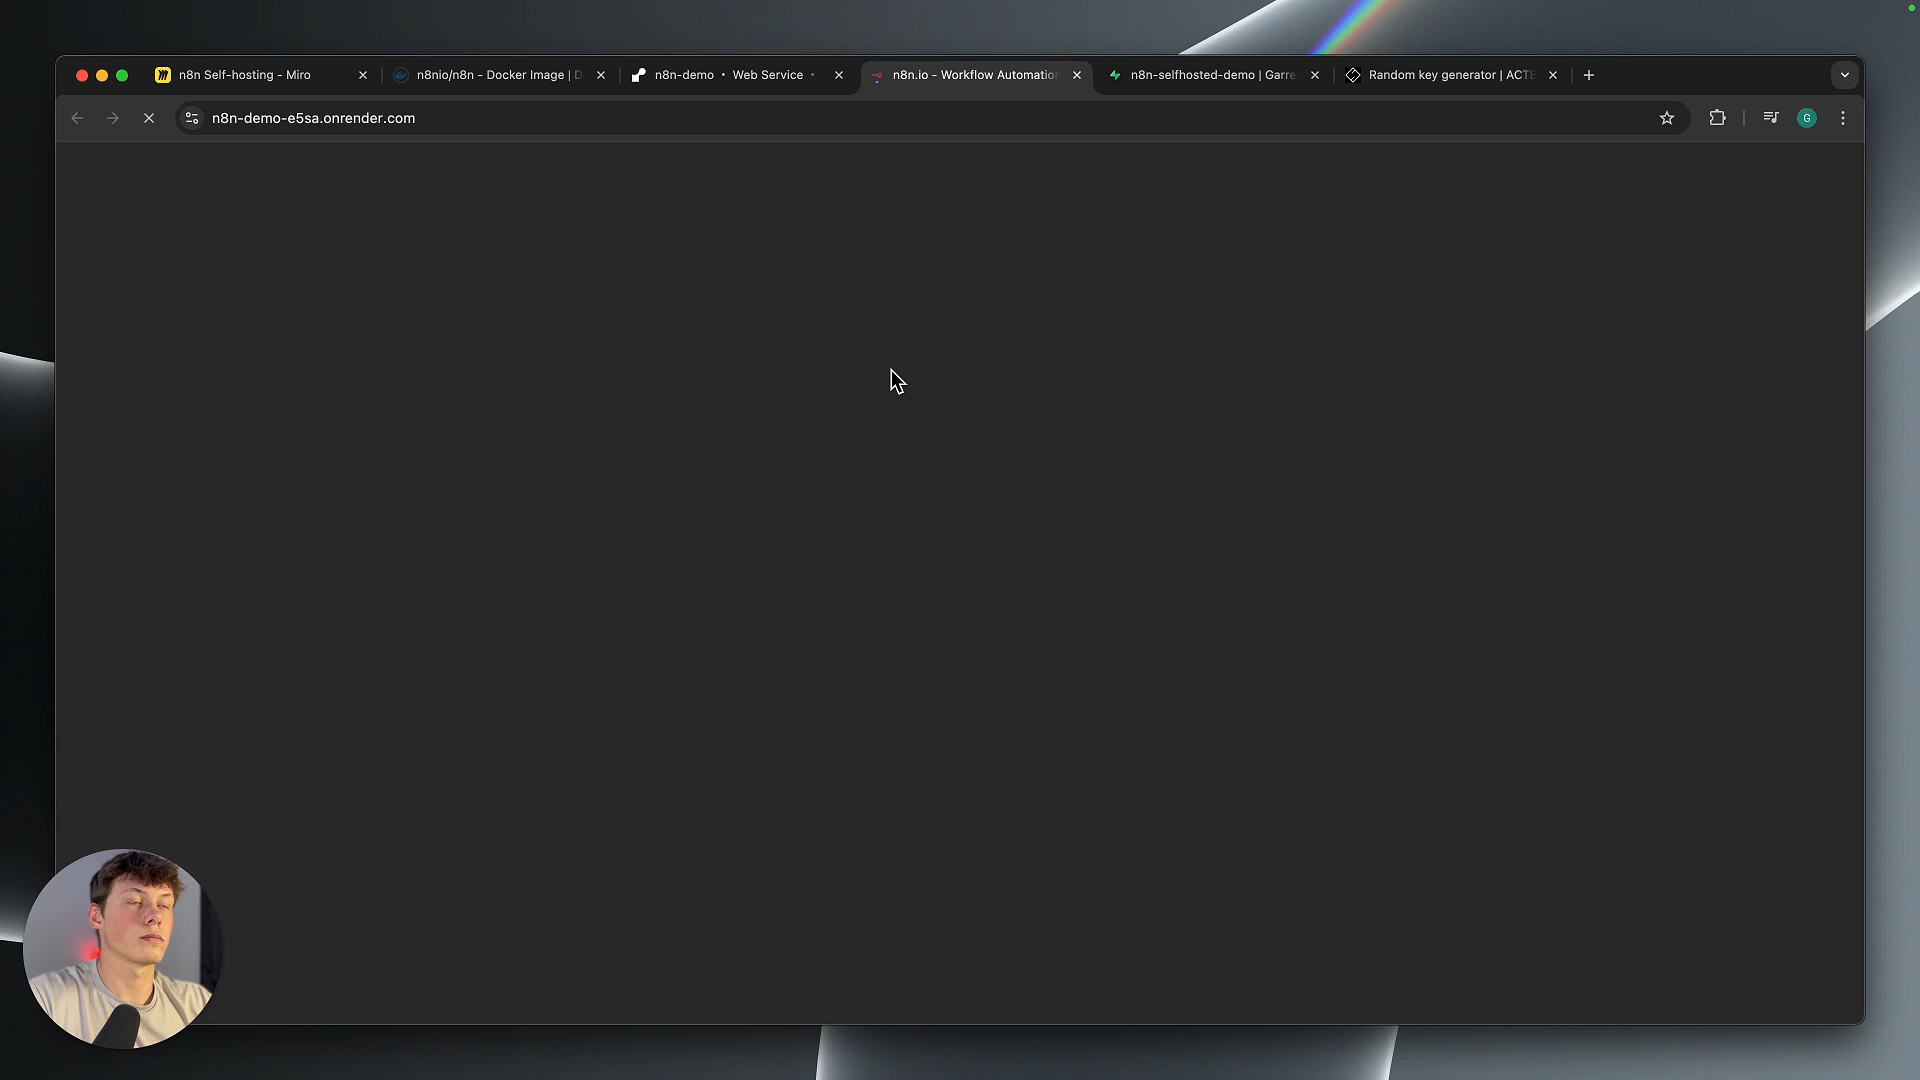 n8n Self-hosting - Miro
n8nio/n8n - Docker Image | D
n8n-demo • Web Service •
n8n.io - Workflow Automation
n8n-selfhosted-demo | Garre
Random key generator | ACTE
n8n-demo-e5sa.onrender.com
G